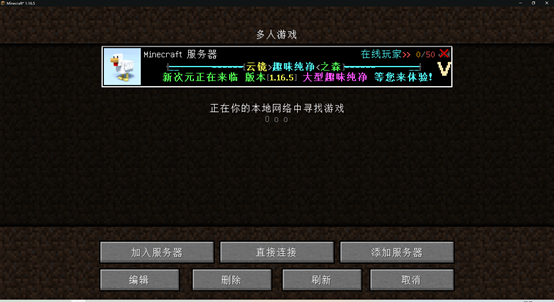 Minecraft* 1.16.5
多人游戏
Minecraft 服务器 在线玩家>> 0/50
[云镜>趣味纯净<之森]
新次元正在来临 版本[1.16.5] 大型趣味纯净 等您来体验!
正在你的本地网络中寻找游戏
O o o
加入服务器 直接连接 添加服务器
编辑 删除 刷新 取消